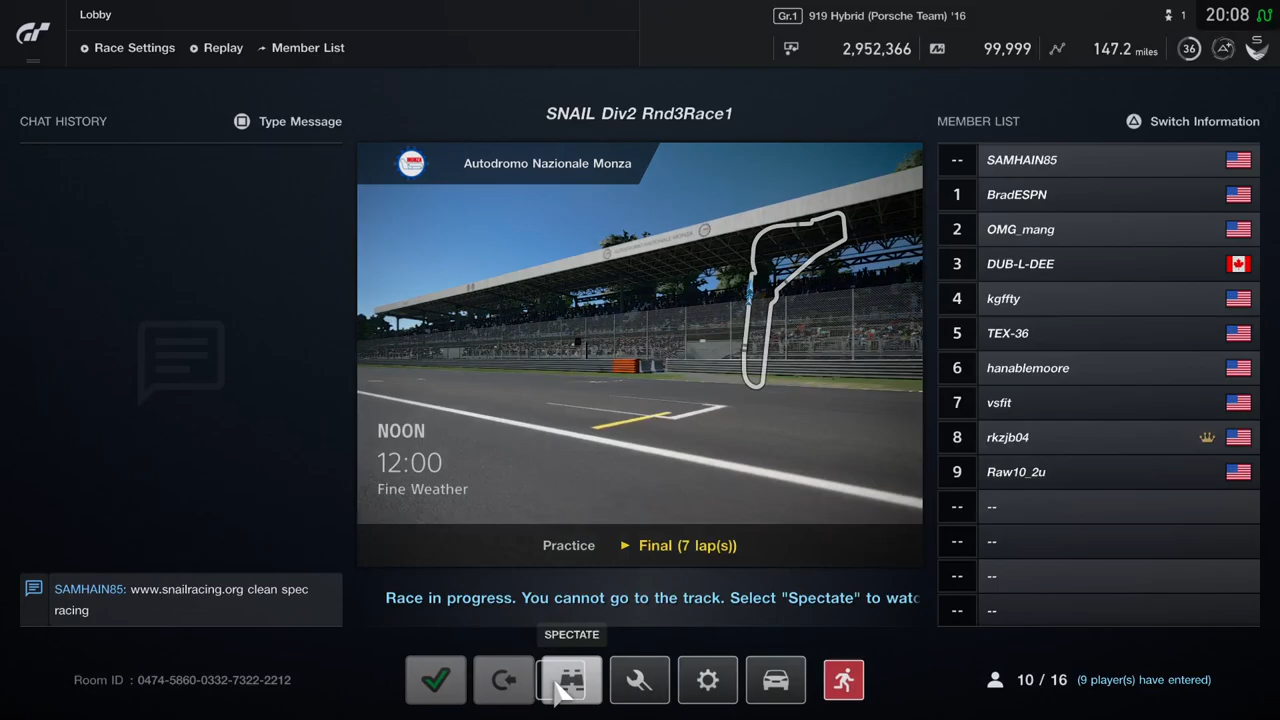 Lobby
Gr.1 919 Hybrid (Porsche Team) '16
1 20:08
Race Settings Replay Member List
2,952,366 99,999 147.2 miles 36 A+ S
SNAIL Div2 Rnd3Race1
CHAT HISTORY Type Message
MEMBER LIST Switch Information
Autodromo Nazionale Monza
-- SAMHAIN85
1 BradESPN
2 OMG_mang
3 DUB-L-DEE
4 kgffty
5 TEX-36
6 hanablemoore
7 vsfit
8 rkzjb04
9 Raw10_2u
-- --
-- --
-- --
-- --
NOON
12:00
Fine Weather
Practice Final (7 lap(s))
SAMHAIN85: www.snailracing.org clean spec
racing
Race in progress. You cannot go to the track. Select "Spectate" to watc
SPECTATE
Room ID : 0474-5860-0332-7322-2212
10 / 16 (9 player(s) have entered)